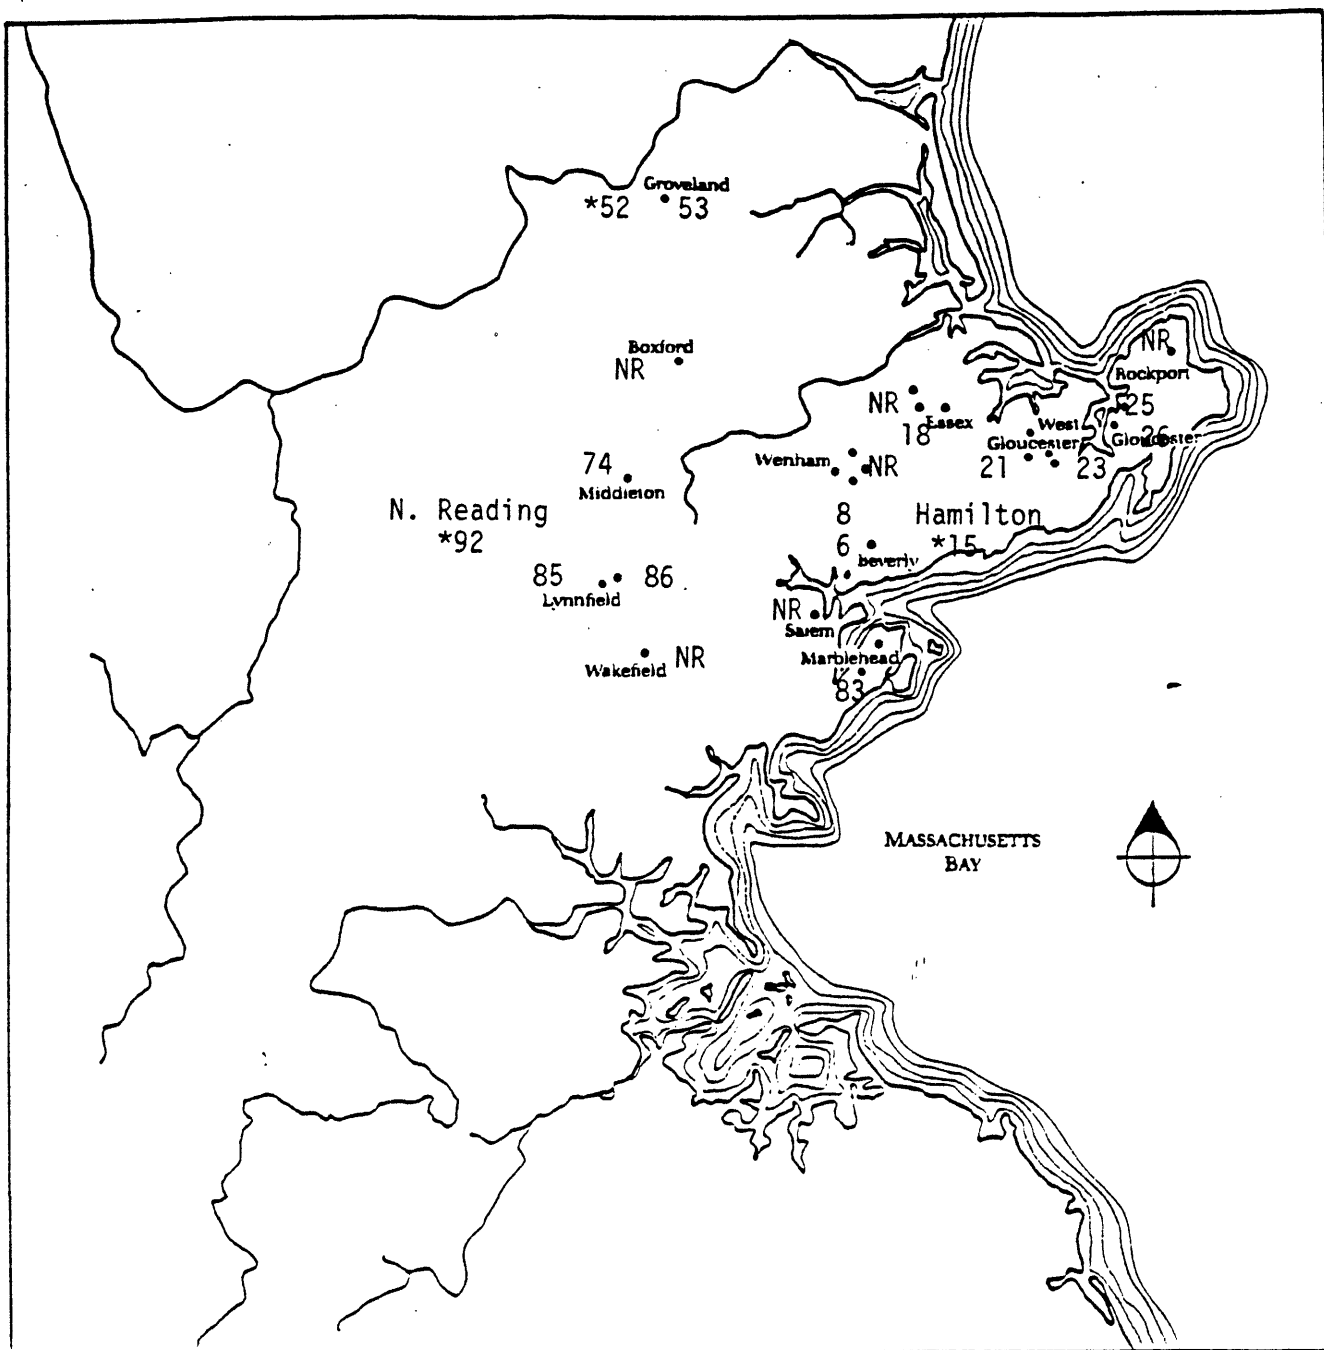 Groveland
*52 53
Boxford
NR
NR
Rockport
NR
Essex
18
25
West
Gloucester
Gloucester
26
21
23
Wenham
NR
74
Middleton
N. Reading
*92
8
Hamilton
6
*15
Beverly
85
86
Lynnfield
NR
Salem
Wakefield
NR
Marblehead
83
MASSACHUSETTS
BAY